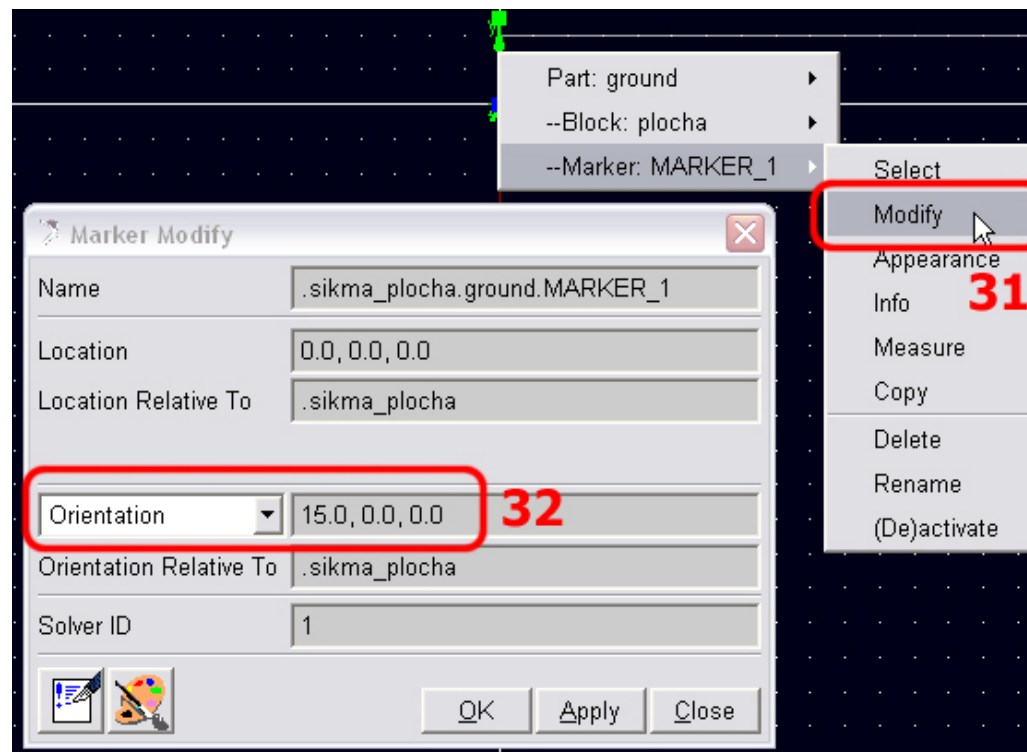 Part: ground
--Block: plocha
--Marker: MARKER_1
Select
Modify
Appearance
31
Info
Measure
Copy
Delete
Rename
(De)activate
Marker Modify
Name .sikma_plocha.ground.MARKER_1
Location 0.0, 0.0, 0.0
Location Relative To .sikma_plocha
Orientation 15.0, 0.0, 0.0 32
Orientation Relative To .sikma_plocha
Solver ID 1
OK Apply Close